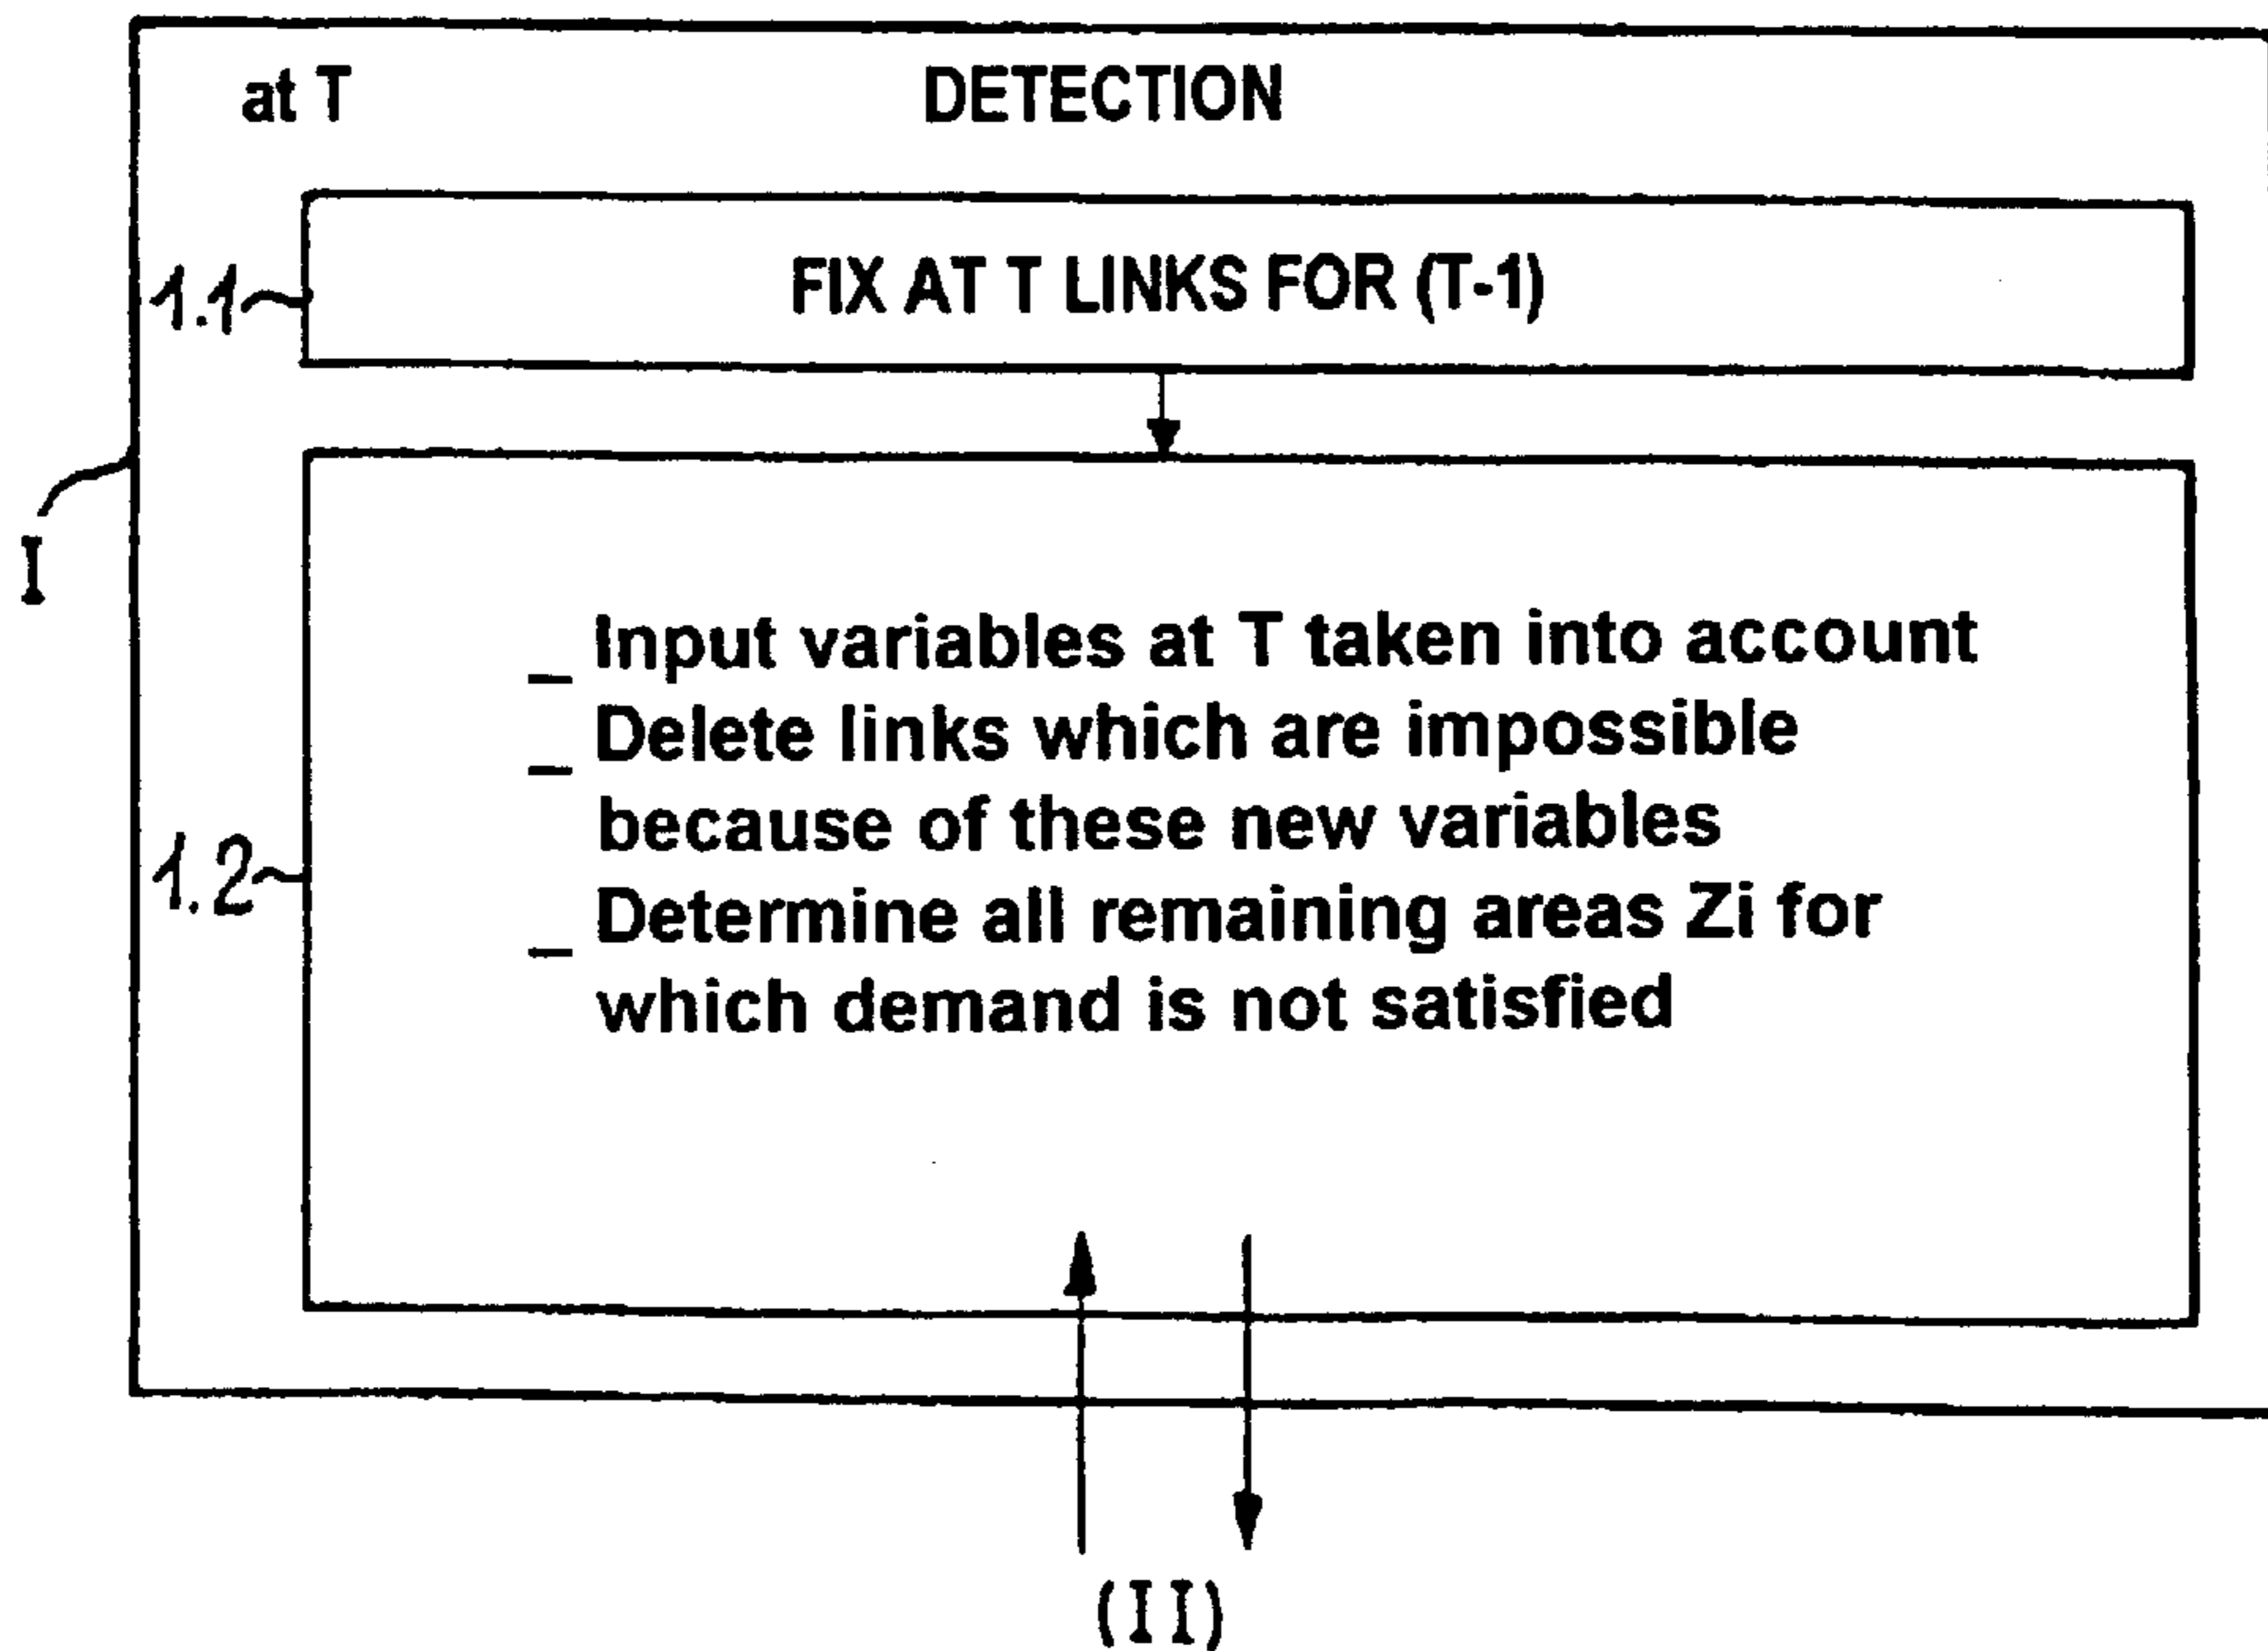 at T
DETECTION
1.1
FIX AT T LINKS FOR (T-1)
I
_ Input variables at T taken into account
_ Delete links which are impossible
because of these new variables
1.2
_ Determine all remaining areas Zi for
which demand is not satisfied
(II)